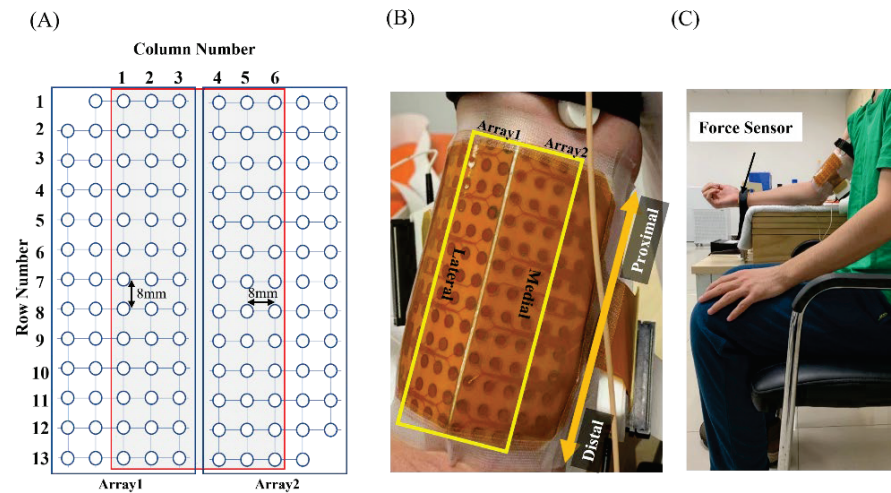 (A)
Column Number
1 2 3 4 5 6
Row Number
1
2
3
4
5
6
7
8mm
8mm
8
9
10
11
12
13
Array1
Array2
(B)
Array1
Array2
Lateral
Medial
Proximal
Distal
(C)
Force Sensor